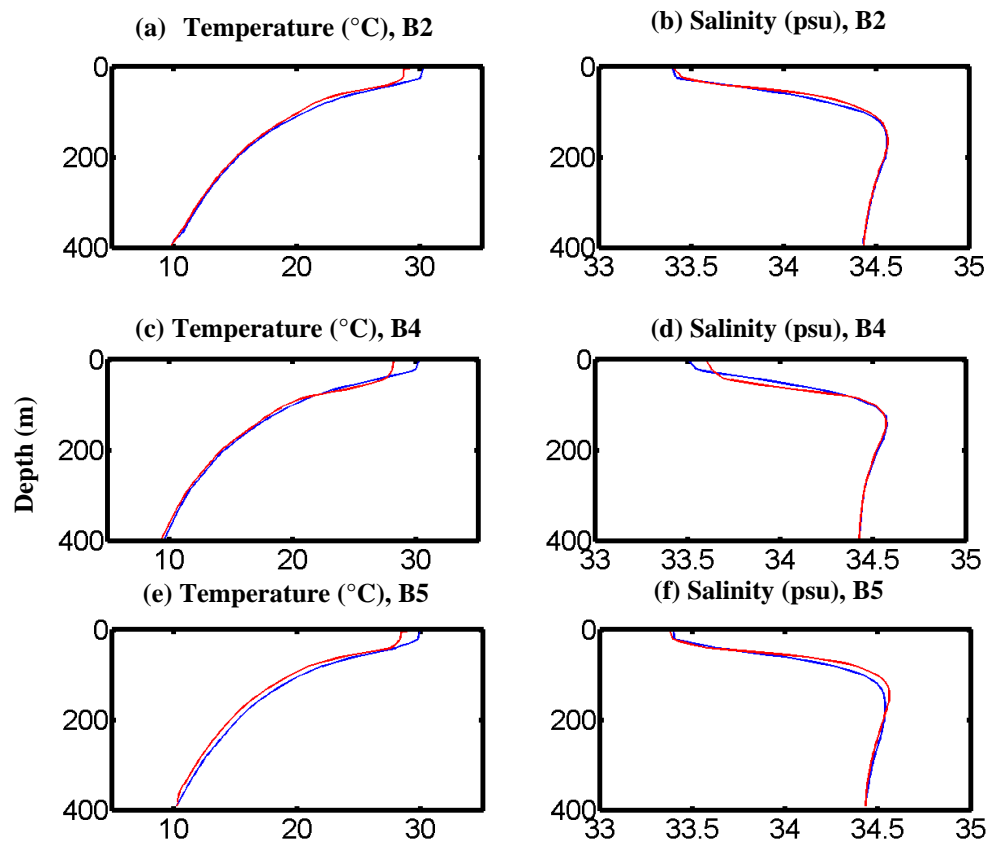 (a) Temperature (°C), B2
(b) Salinity (psu), B2
0
200
400
10 20 30
0
200
400
33 33.5 34 34.5 35
(c) Temperature (°C), B4
(d) Salinity (psu), B4
Depth (m)
0
200
400
10 20 30
0
200
400
33 33.5 34 34.5 35
(e) Temperature (°C), B5
(f) Salinity (psu), B5
0
200
400
10 20 30
0
200
400
33 33.5 34 34.5 35